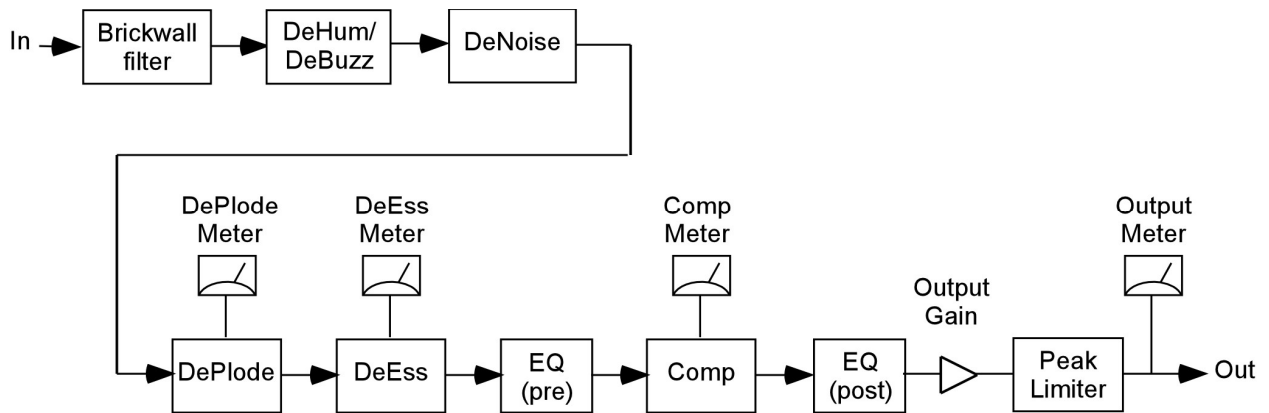 In
Brickwall
filter
DeHum/
DeBuzz
DeNoise
DePlode
Meter
DeEss
Meter
Comp
Meter
Output
Meter
Output
Gain
DePlode
DeEss
EQ
(pre)
Comp
EQ
(post)
Peak
Limiter
Out